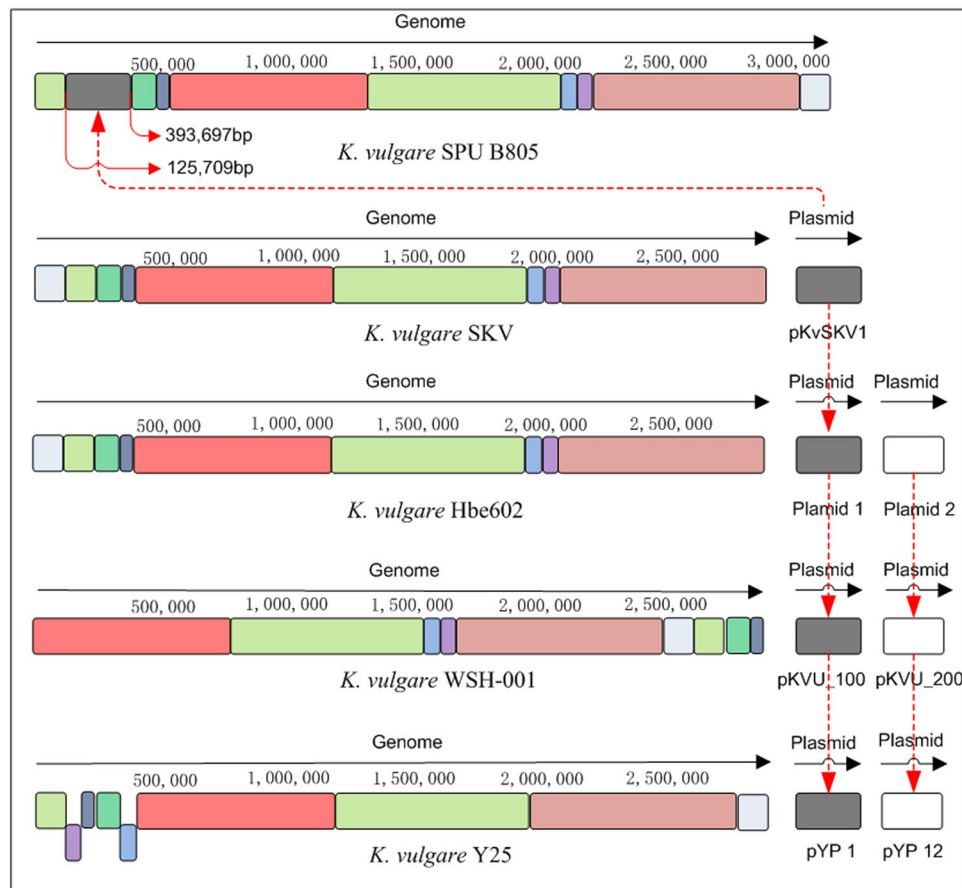 Genome
500,000 1,000,000 1,500,000 2,000,000 2,500,000 3,000,000
393,697bp
125,709bp
K. vulgare SPU B805
Genome Plasmid
500,000 1,000,000 1,500,000 2,000,000 2,500,000
K. vulgare SKV pKvSKV1
Genome Plasmid Plasmid
500,000 1,000,000 1,500,000 2,000,000 2,500,000
K. vulgare Hbe602 Plamid 1 Plamid 2
Genome Plasmid Plasmid
500,000 1,000,000 1,500,000 2,000,000 2,500,000
K. vulgare WSH-001 pKVU_100 pKVU_200
Genome Plasmid Plasmid
500,000 1,000,000 1,500,000 2,000,000 2,500,000
K. vulgare Y25 pYP 1 pYP 12